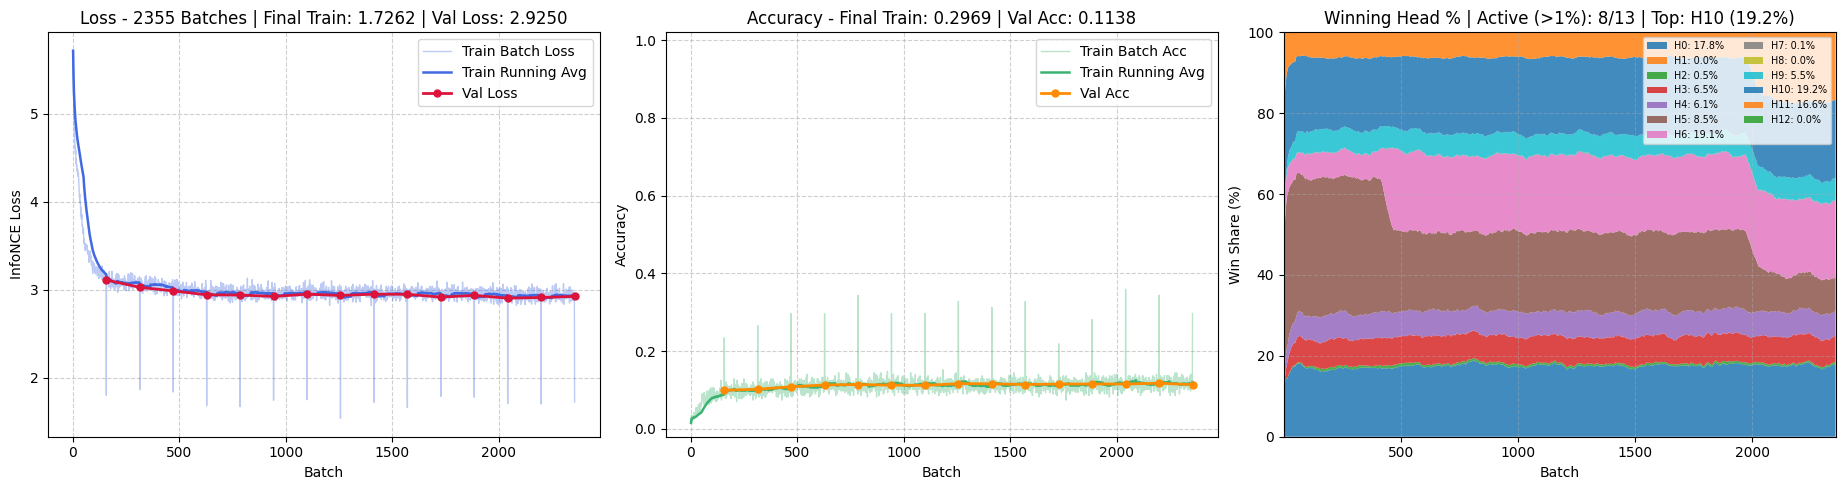 Loss - 2355 Batches | Final Train: 1.7262 | Val Loss: 2.9250
Train Batch Loss
Train Running Avg
Val Loss
InfoNCE Loss
5
4
3
2
0
500
1000
1500
2000
Batch
Accuracy - Final Train: 0.2969 | Val Acc: 0.1138
Train Batch Acc
Train Running Avg
Val Acc
Accuracy
1.0
0.8
0.6
0.4
0.2
0.0
0
500
1000
1500
2000
Batch
Winning Head % | Active (>1%): 8/13 | Top: H10 (19.2%)
H0: 17.8%
H1: 0.0%
H2: 0.5%
H3: 6.5%
H4: 6.1%
H5: 8.5%
H6: 19.1%
H7: 0.1%
H8: 0.0%
H9: 5.5%
H10: 19.2%
H11: 16.6%
H12: 0.0%
Win Share (%)
100
80
60
40
20
0
500
1000
1500
2000
Batch